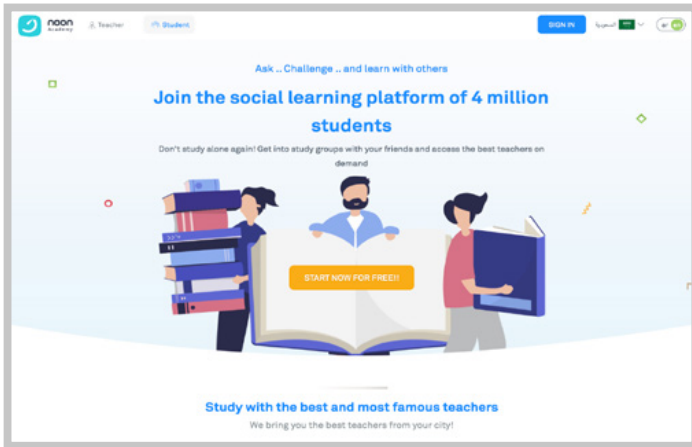 noon
Academy
Teacher
Student
SIGN IN
السعودية
Ask .. Challenge .. and learn with others
Join the social learning platform of 4 million
students
Don't study alone again! Get into study groups with your friends and access the best teachers on
demand
START NOW FOR FREE!!
Study with the best and most famous teachers
We bring you the best teachers from your city!